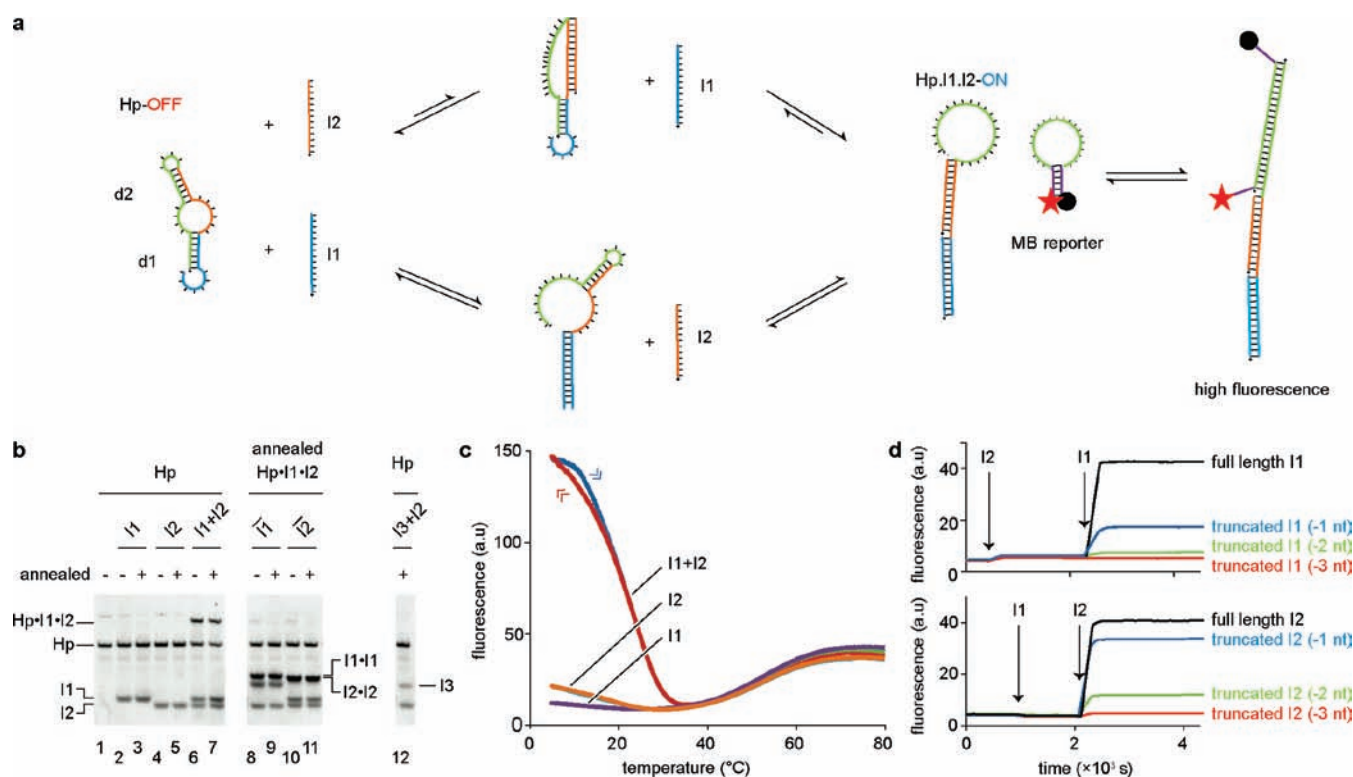 a
Hp-OFF
+ I2
+ I1
Hp.I1.I2-ON
d2
d1
+ I1
+ I2
MB reporter
high fluorescence
b
Hp
annealed
Hp•I1•I2
Hp
I1 I2 I1+I2 I̅1 I̅2 I3+I2
annealed - - + - + - + - + - + +
Hp•I1•I2
Hp
I1
I2
I1•I1
I2•I2
I3
1 2 3 4 5 6 7 8 9 10 11 12
c
150
100
50
0
fluorescence (a.u)
I1+I2
I2
I1
0 20 40 60 80
temperature (°C)
d
fluorescence (a.u)
40
20
0
I2
I1
full length I1
truncated I1 (-1 nt)
truncated I1 (-2 nt)
truncated I1 (-3 nt)
fluorescence (a.u)
40
20
0
I1
I2
full length I2
truncated I2 (-1 nt)
truncated I2 (-2 nt)
truncated I2 (-3 nt)
0 2 4
time (×10³ s)